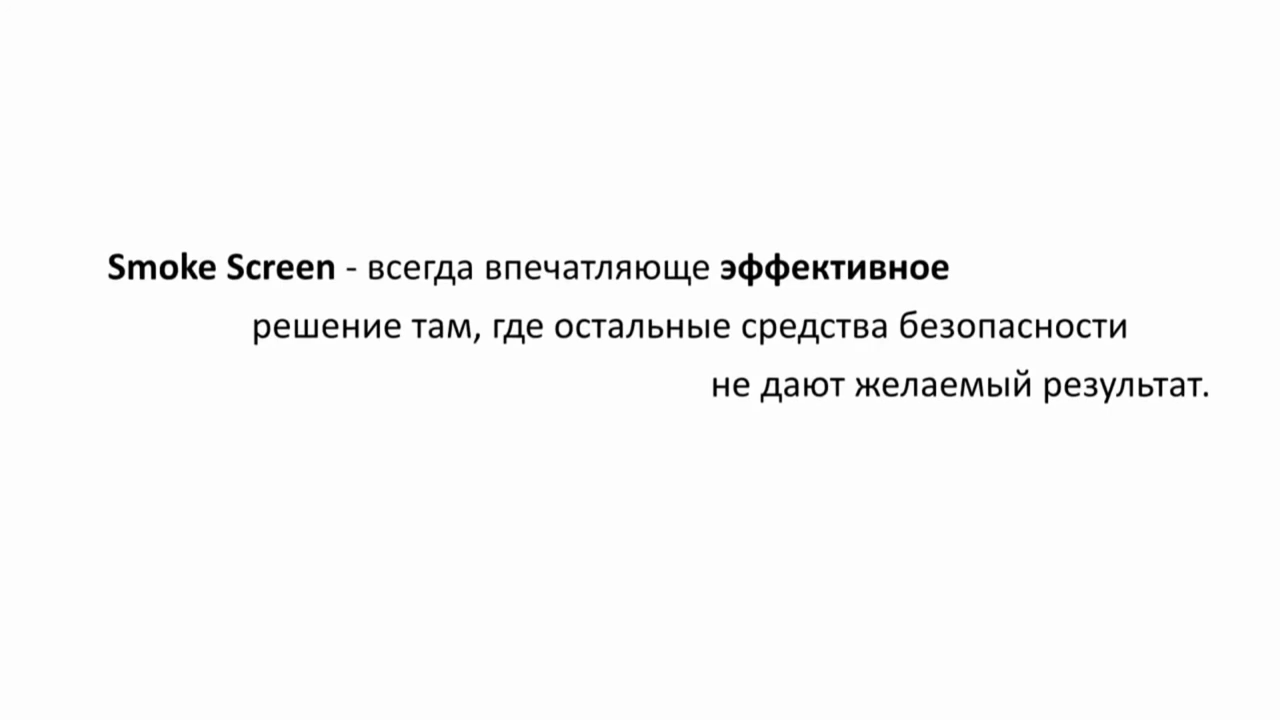 Smoke Screen - всегда впечатляюще эффективное
решение там, где остальные средства безопасности
не дают желаемый результат.